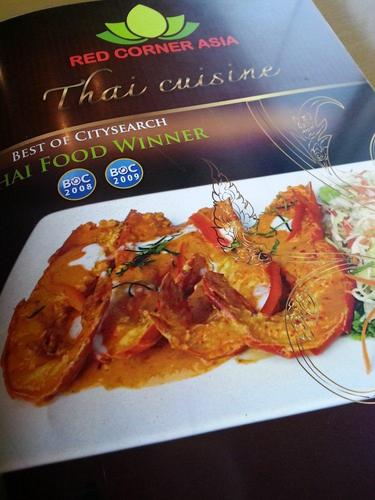 RED CORNER ASIA
Thai cuisine
BEST OF CITYSEARCH
HAI FOOD WINNER
BOC
2008
BOC
2009